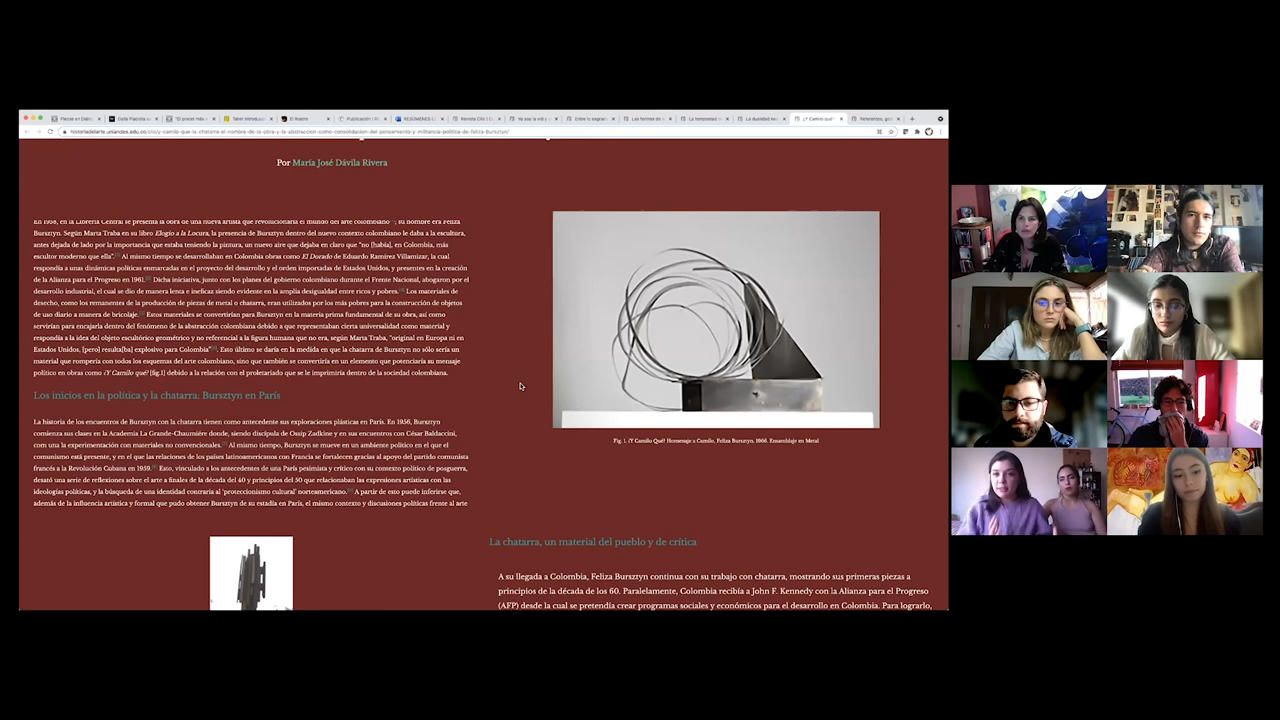 Piezas en Diálo
El pincel más a
Taller introducci
El Rastro
Publicación | Ri
RESÚMENES-L
Revista Cilo | C
Entre lo sagrad
Las formas de
La temporalid
La dualidad
¿Y Camilo qué?
Referentes, go
Por María José Dávila Rivera
En 1958, en la Librería Central se presenta la obra de una nueva artista que revolucionaría el mundo del arte colombiano; su nombre era Feliza
Bursztyn. Según Marta Traba en su libro Elogio a la Locura, la presencia de Bursztyn dentro del nuevo contexto colombiano le daba a la escultura,
antes dejada de lado por la importancia que estaba teniendo la pintura, un nuevo aire que dejaba en claro que "no [había], en Colombia, más
escultor moderno que ella". Al mismo tiempo se desarrollaban en Colombia obras como El Dorado de Eduardo Ramírez Villamizar, la cual
respondía a unas dinámicas políticas enmarcadas en el proyecto del desarrollo y el orden importadas de Estados Unidos, y presentes en la creación
de la Alianza para el Progreso en 1961. Dicha iniciativa, junto con los planes del gobierno colombiano durante el Frente Nacional, abogaron por el
desarrollo industrial, el cual se dio de manera lenta e ineficaz siendo evidente en la amplia desigualdad entre ricos y pobres. Los materiales de
desecho, como los remanentes de la producción de piezas de metal o chatarra, eran utilizados por los más pobres para la construcción de objetos
de uso diario a manera de bricolaje. Estos materiales se convertirían para Bursztyn en la materia prima fundamental de su obra, así como
servirían para encajarla dentro del fenómeno de la abstracción colombiana debido a que representaban cierta universalidad como material y
respondía a la idea del objeto escultórico geométrico y no referencial a la figura humana que no era, según Marta Traba, "original en Europa ni en
Estados Unidos, [pero] resulta[ba] explosivo para Colombia". Esto último se daría en la medida en que la chatarra de Bursztyn no sólo sería un
material que rompería con todos los esquemas del arte colombiano, sino que también se convertiría en un elemento que potenciaría su mensaje
político en obras como ¿Y Camilo qué? [fig.1] debido a la relación con el proletariado que se le imprimiría dentro de la sociedad colombiana.
Fig. 1. ¿Y Camilo Qué? Homenaje a Camilo, Feliza Bursztyn. 1966. Ensamblaje en Metal
Los inicios en la política y la chatarra: Bursztyn en París
La historia de los encuentros de Bursztyn con la chatarra tienen como antecedente sus exploraciones plásticas en París. En 1956, Bursztyn
comienza sus clases en la Academia La Grande-Chaumière donde, siendo discípula de Ossip Zadkine y en sus encuentros con César Baldaccini,
com una la experimentación con materiales no convencionales. Al mismo tiempo, Bursztyn se mueve en un ambiente político en el que el
comunismo está presente, y en el que las relaciones de los países latinoamericanos con Francia se fortalecen gracias al apoyo del partido comunista
francés a la Revolución Cubana en 1959. Esto, vinculado a los antecedentes de una París pesimista y crítico con su contexto político de posguerra,
desató una serie de reflexiones sobre el arte a finales de la década del 40 y principios del 50 que relacionaban las expresiones artísticas con las
ideologías políticas, y la búsqueda de una identidad contraria al 'proteccionismo cultural' norteamericano. A partir de esto puede inferirse que,
además de la influencia artística y formal que pudo obtener Bursztyn de su estadía en París, el mismo contexto y discusiones políticas frente al arte
La chatarra, un material del pueblo y de crítica
A su llegada a Colombia, Feliza Bursztyn continua con su trabajo con chatarra, mostrando sus primeras piezas a
principios de la década de los 60. Paralelamente, Colombia recibía a John F. Kennedy con la Alianza para el Progreso
(AFP) desde la cual se pretendía crear programas sociales y económicos para el desarrollo en Colombia. Para lograrlo,